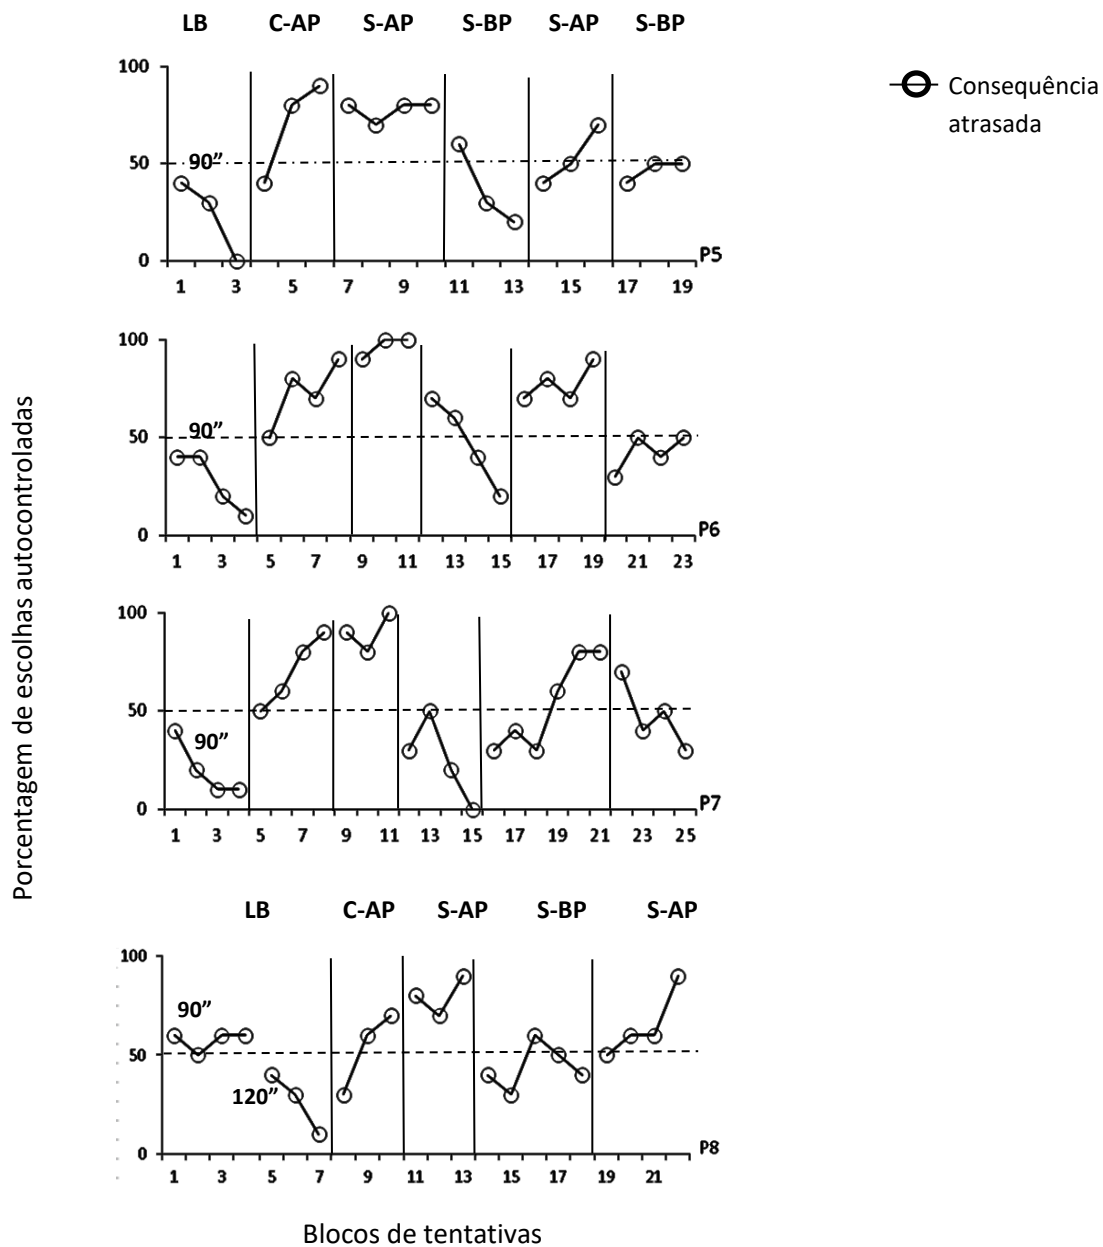 LB C-AP S-AP S-BP S-AP S-BP
Consequência
atrasada
Porcentagem de escolhas autocontroladas
100
50
0
90”
P5
1 3 5 7 9 11 13 15 17 19
100
50
0
90”
P6
1 3 5 7 9 11 13 15 17 19 21 23
100
50
0
90”
P7
1 3 5 7 9 11 13 15 17 19 21 23 25
LB C-AP S-AP S-BP S-AP
100
50
0
90”
120”
P8
1 3 5 7 9 11 13 15 17 19 21
Blocos de tentativas